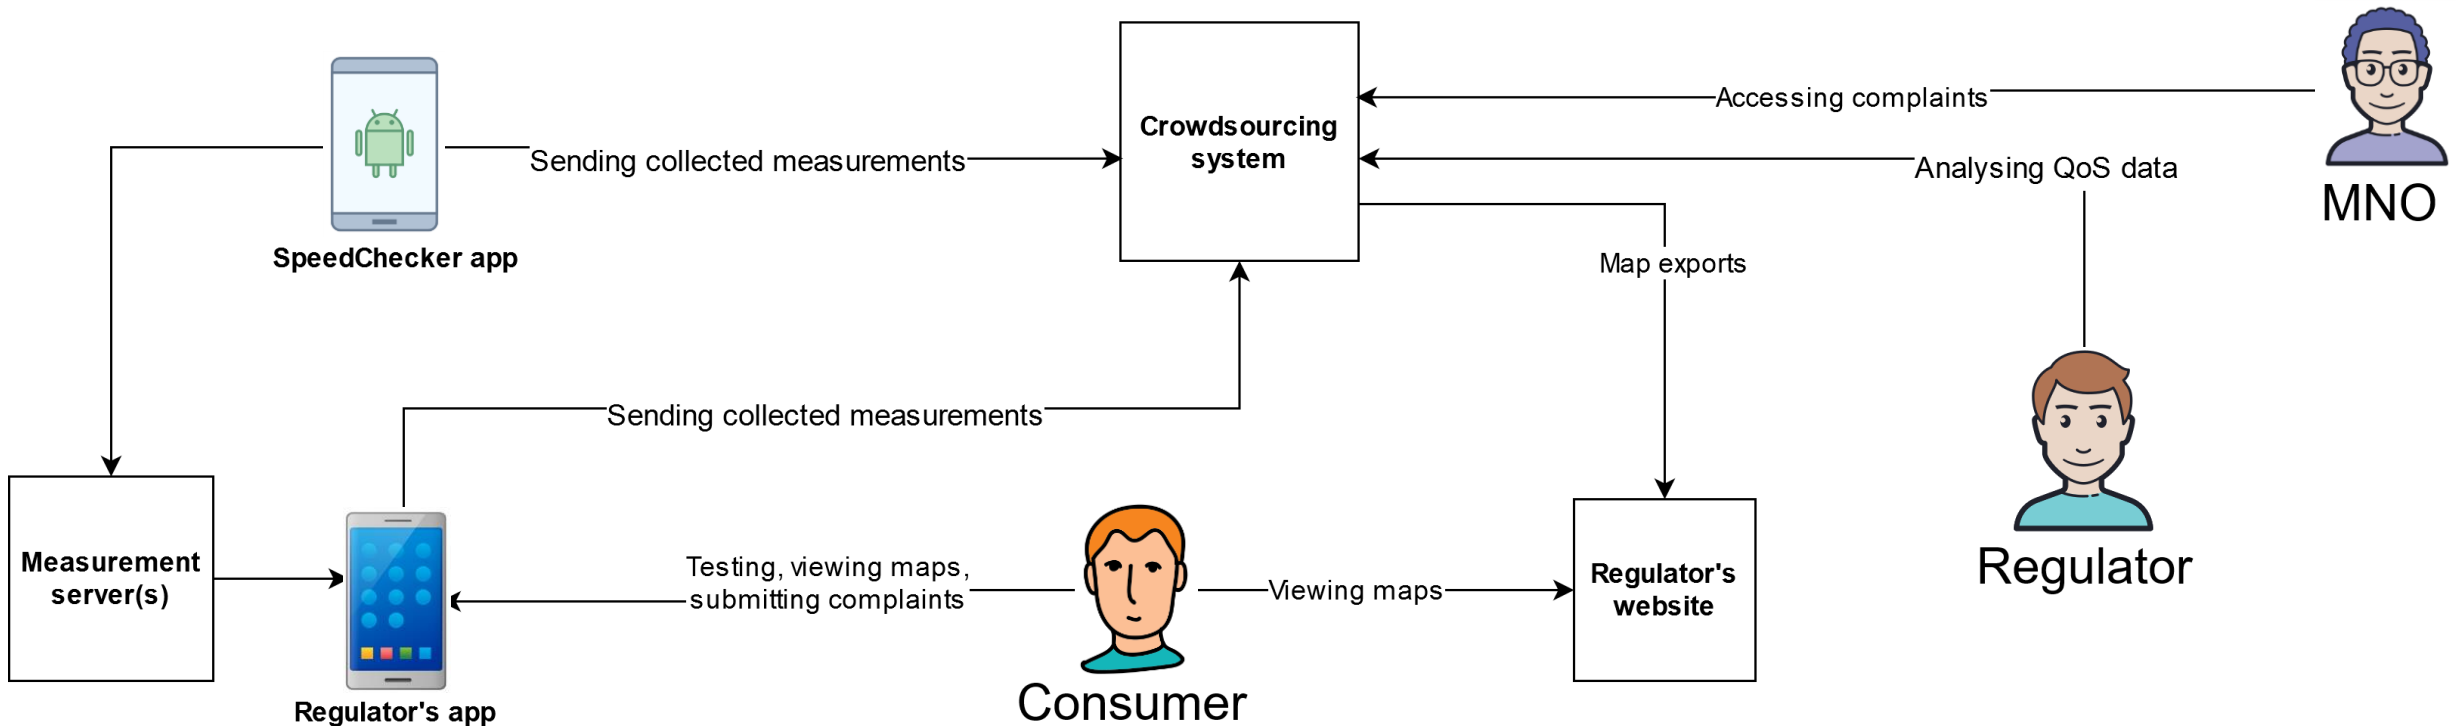 Crowdsourcing
system
Accessing complaints
Sending collected measurements
Analysing QoS data
MNO
SpeedChecker app
Map exports
Sending collected measurements
Measurement
server(s)
Testing, viewing maps,
submitting complaints
Viewing maps
Regulator's
website
Regulator
Regulator's app
Consumer